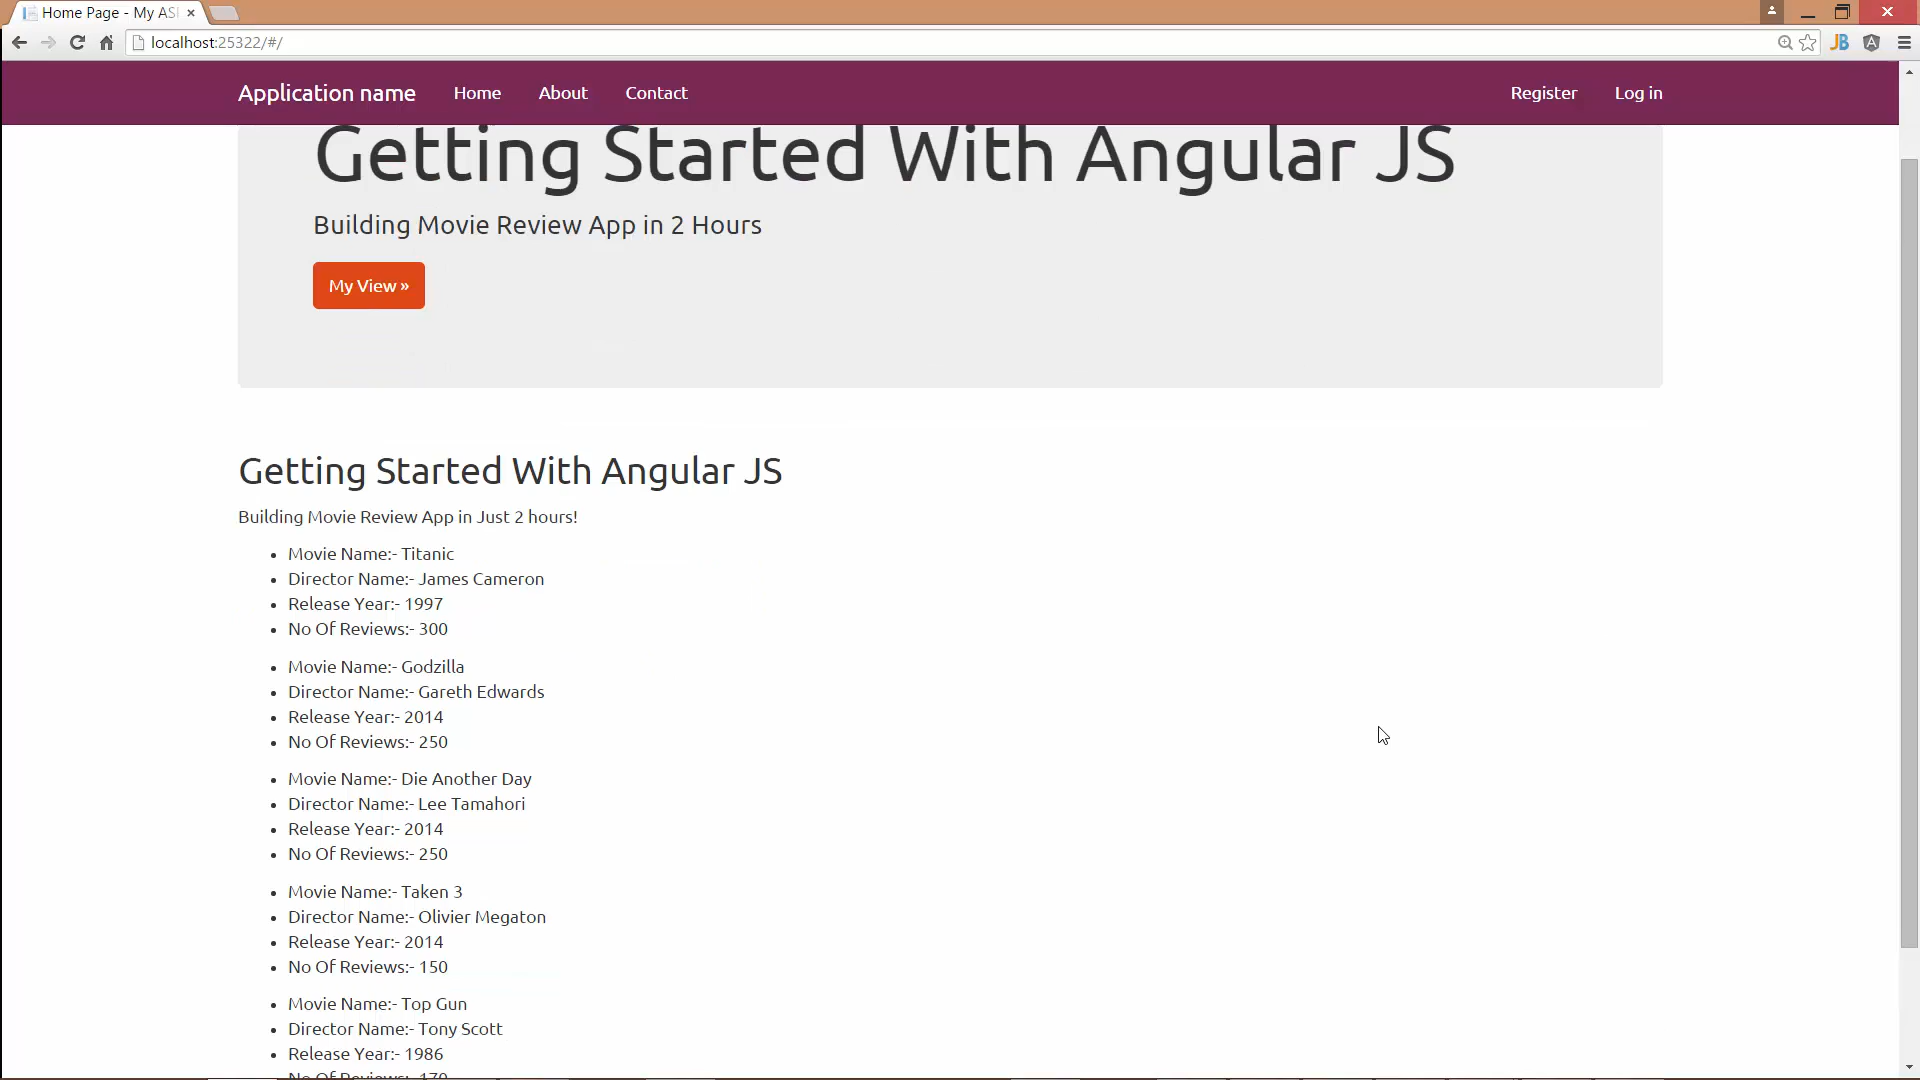 Home Page - My AS
localhost:25322/#/
JB
Application name Home About Contact Register Log in
Getting Started With Angular JS
Building Movie Review App in 2 Hours
My View »
Getting Started With Angular JS
Building Movie Review App in Just 2 hours!
Movie Name:- Titanic
Director Name:- James Cameron
Release Year:- 1997
No Of Reviews:- 300
Movie Name:- Godzilla
Director Name:- Gareth Edwards
Release Year:- 2014
No Of Reviews:- 250
Movie Name:- Die Another Day
Director Name:- Lee Tamahori
Release Year:- 2014
No Of Reviews:- 250
Movie Name:- Taken 3
Director Name:- Olivier Megaton
Release Year:- 2014
No Of Reviews:- 150
Movie Name:- Top Gun
Director Name:- Tony Scott
Release Year:- 1986
No Of Reviews:- 170